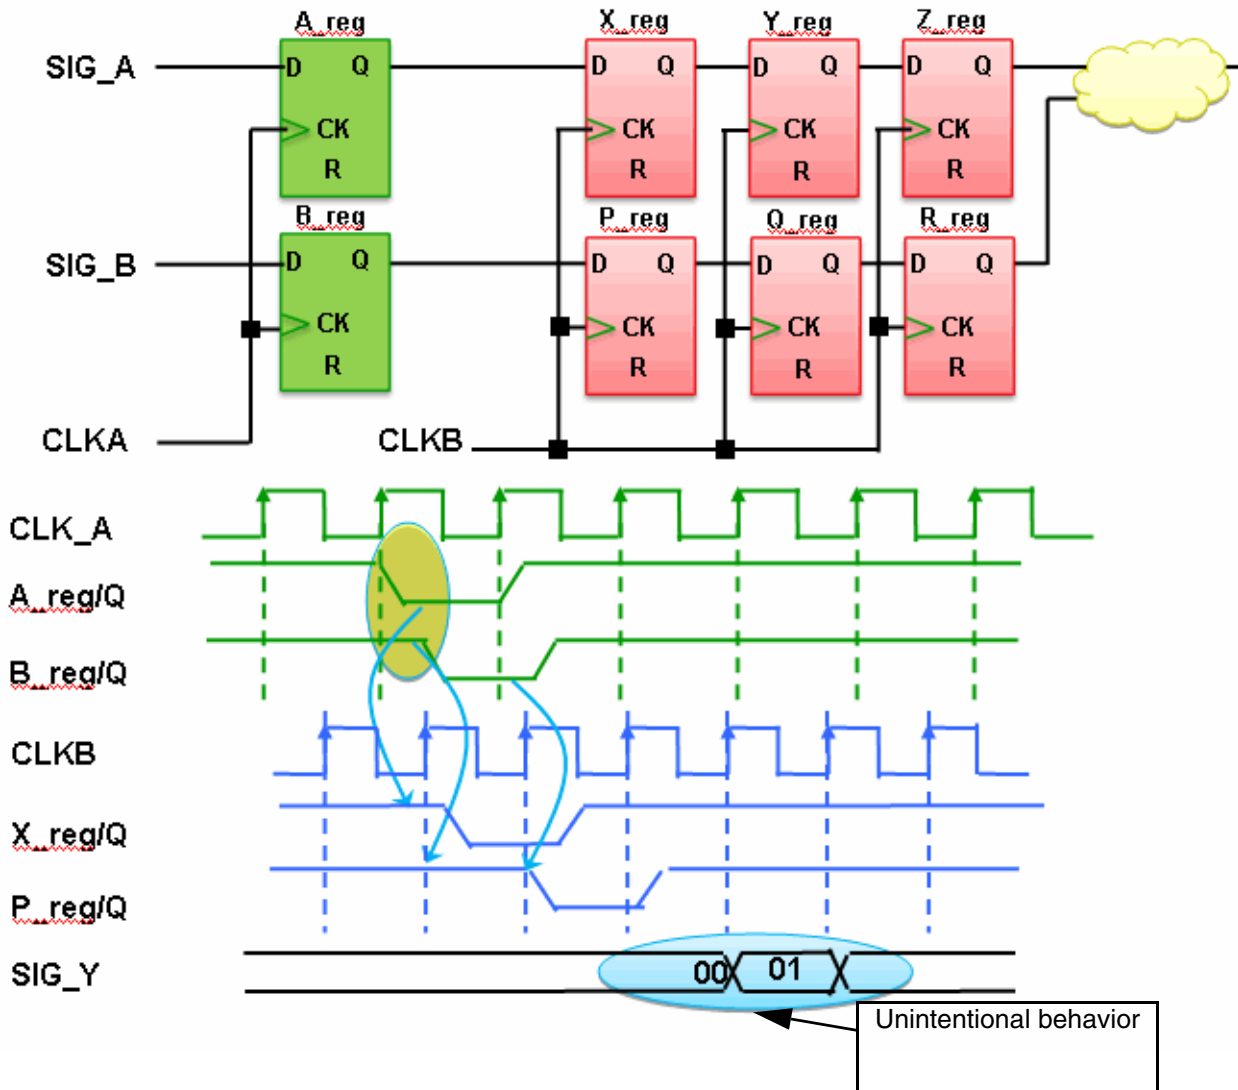 A_reg X_reg Y_reg Z_reg
SIG_A D Q D Q D Q D Q
CK CK CK CK
R R R R
B_reg P_reg Q_reg R_reg
SIG_B D Q D Q D Q D Q
CK CK CK CK
R R R R
CLKA CLKB
CLK_A
A_reg/Q
B_reg/Q
CLKB
X_reg/Q
P_reg/Q
SIG_Y 00 01
Unintentional behavior